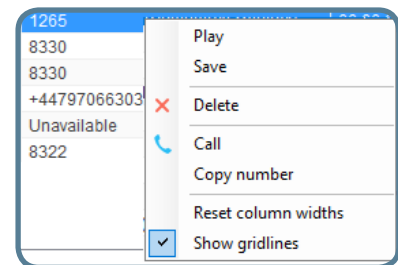 1265
8330
8330
+44797066303
Unavailable
8322
Play
Save
Delete
Call
Copy number
Reset column widths
Show gridlines